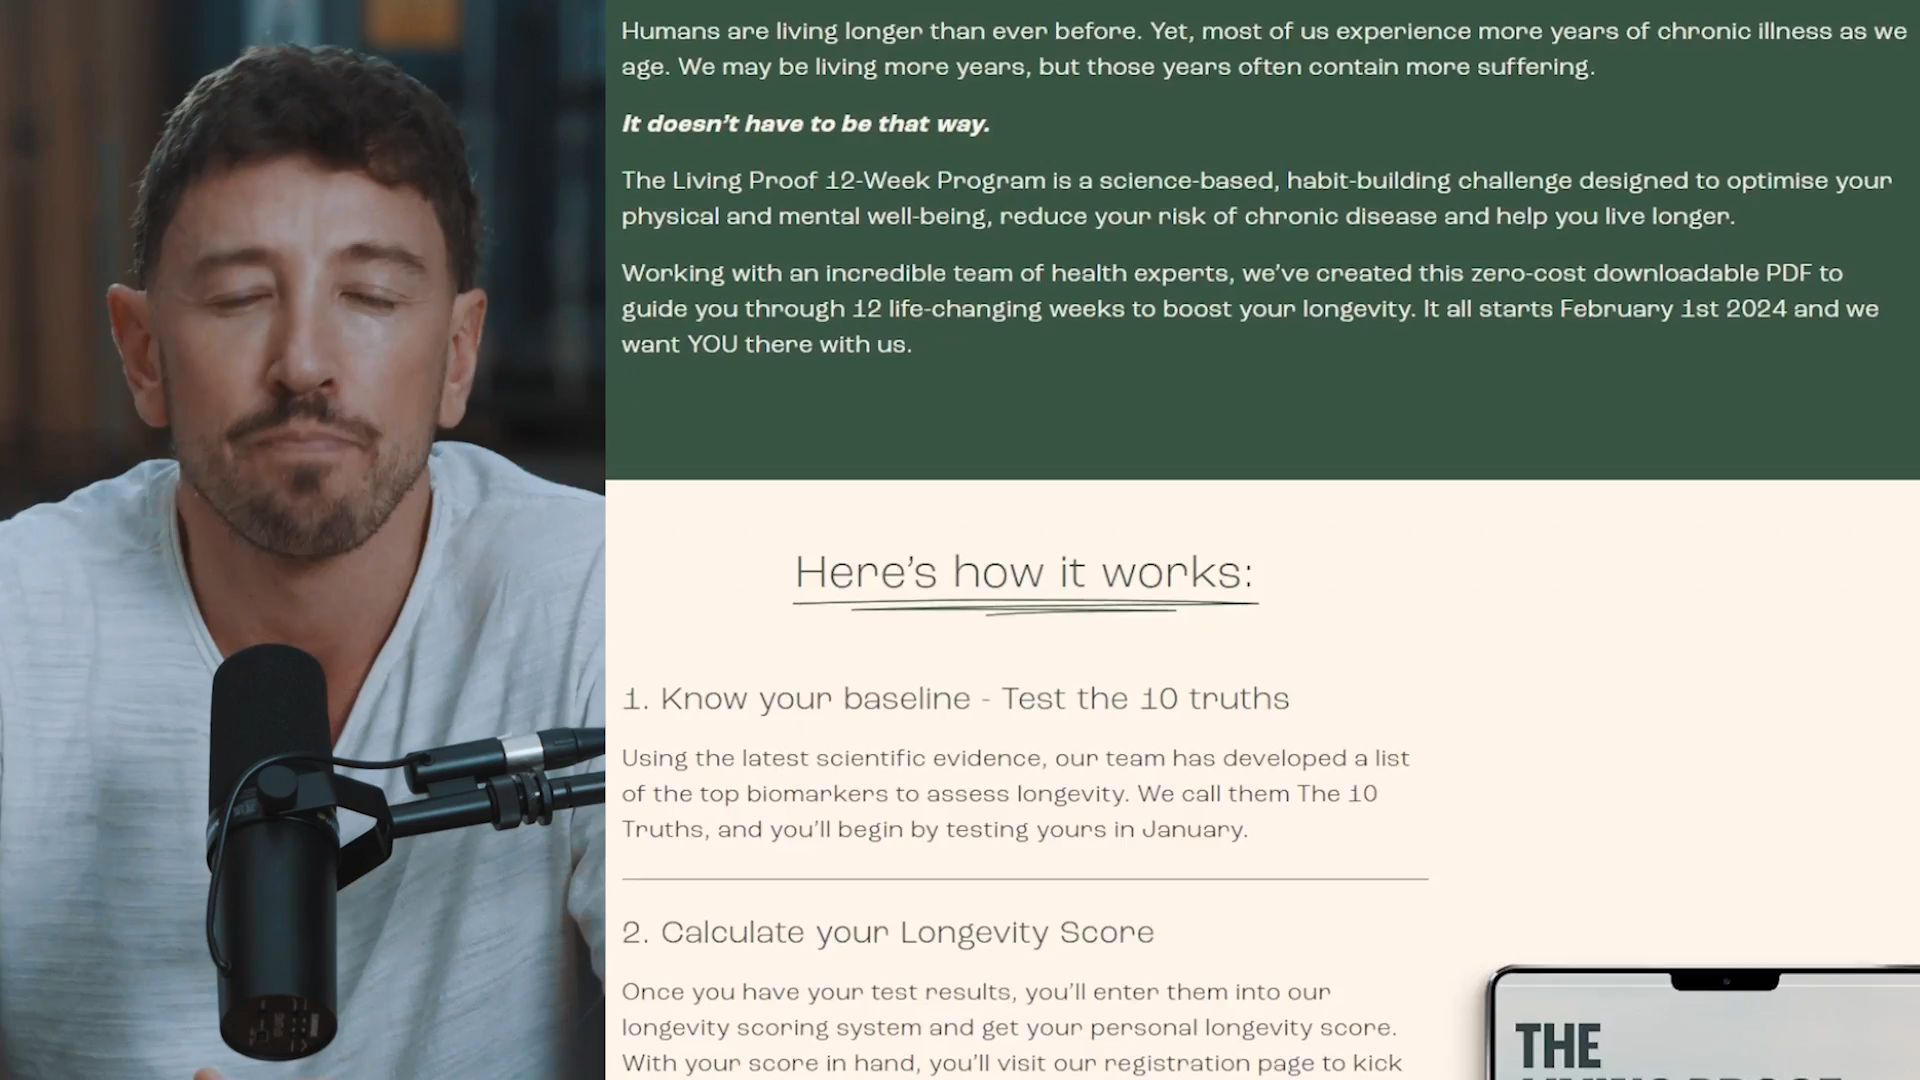 Humans are living longer than ever before. Yet, most of us experience more years of chronic illness as we
age. We may be living more years, but those years often contain more suffering.
It doesn't have to be that way.
The Living Proof 12-Week Program is a science-based, habit-building challenge designed to optimise your
physical and mental well-being, reduce your risk of chronic disease and help you live longer.
Working with an incredible team of health experts, we've created this zero-cost downloadable PDF to
guide you through 12 life-changing weeks to boost your longevity. It all starts February 1st 2024 and we
want YOU there with us.
Here's how it works:
1. Know your baseline - Test the 10 truths
Using the latest scientific evidence, our team has developed a list
of the top biomarkers to assess longevity. We call them The 10
Truths, and you'll begin by testing yours in January.
2. Calculate your Longevity Score
Once you have your test results, you'll enter them into our
longevity scoring system and get your personal longevity score.
With your score in hand, you'll visit our registration page to kick
THE